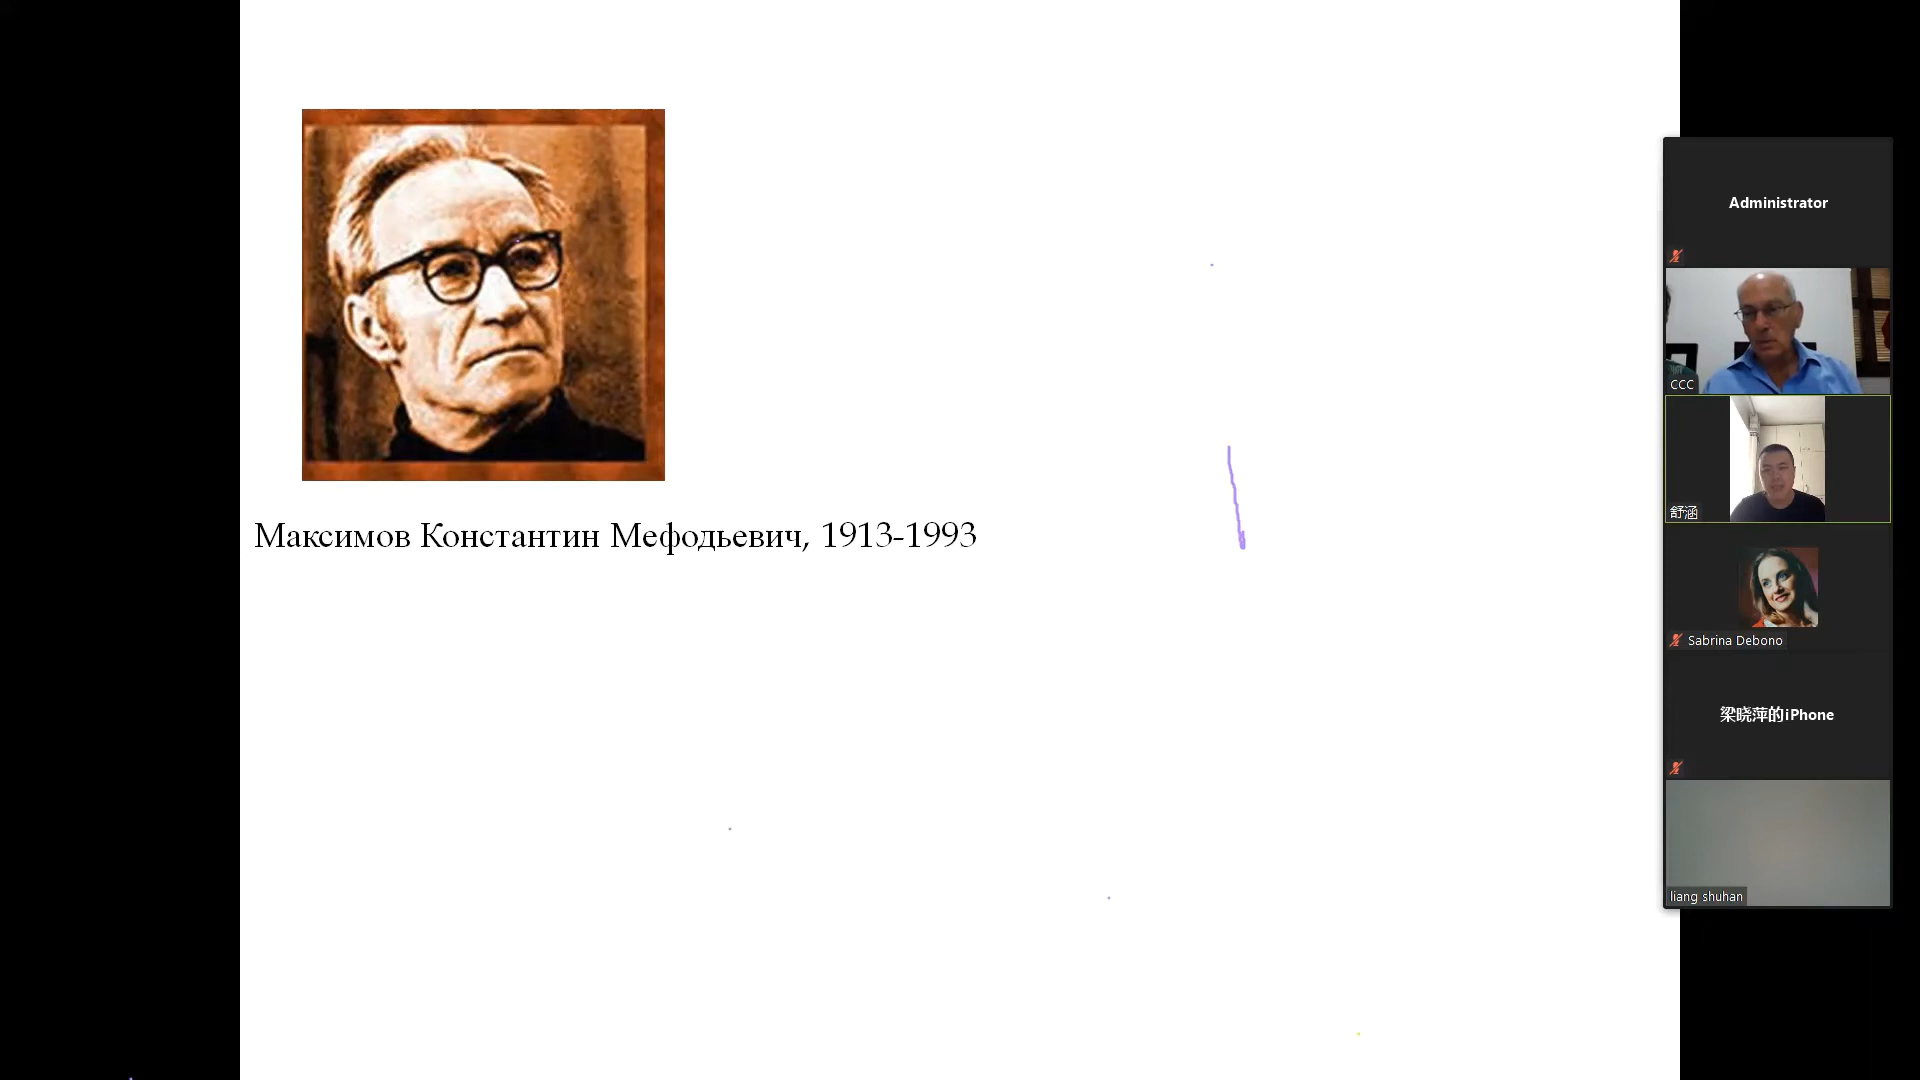 Максимов Константин Мефодьевич, 1913-1993
Administrator
CCC
舒涵
Sabrina Debono
梁晓萍的iPhone
liang shuhan